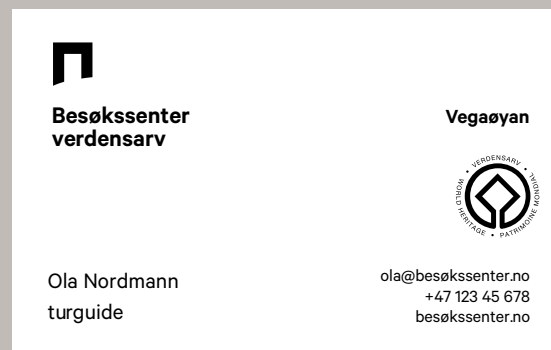 Besøkssenter
verdensarv
Vegaøyan
VERDENSARV • PATRIMOINE MONDIAL • WORLD HERITAGE •
Ola Nordmann
turguide
ola@besøkssenter.no
+47 123 45 678
besøkssenter.no